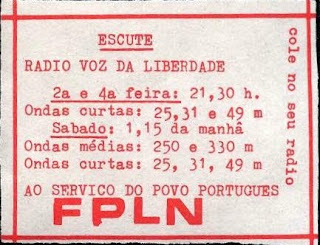 ESCUTE
RADIO VOZ DA LIBERDADE
2a e 4a feira: 21,30 h.
Ondas curtas: 25,31 e 49 m
Sabado: 1,15 da manhã
Ondas médias: 250 e 330 m
Ondas curtas: 25, 31, 49 m
AO SERVICO DO POVO PORTUGUES
FPLN
cole no seu radio